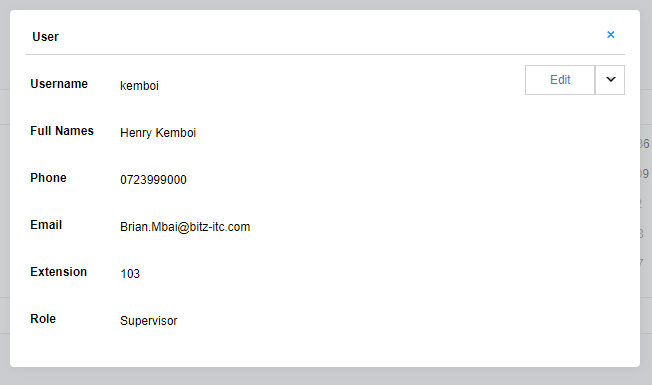 User ×
Username kemboi Edit
Full Names Henry Kemboi
Phone 0723999000
Email Brian.Mbai@bitz-itc.com
Extension 103
Role Supervisor